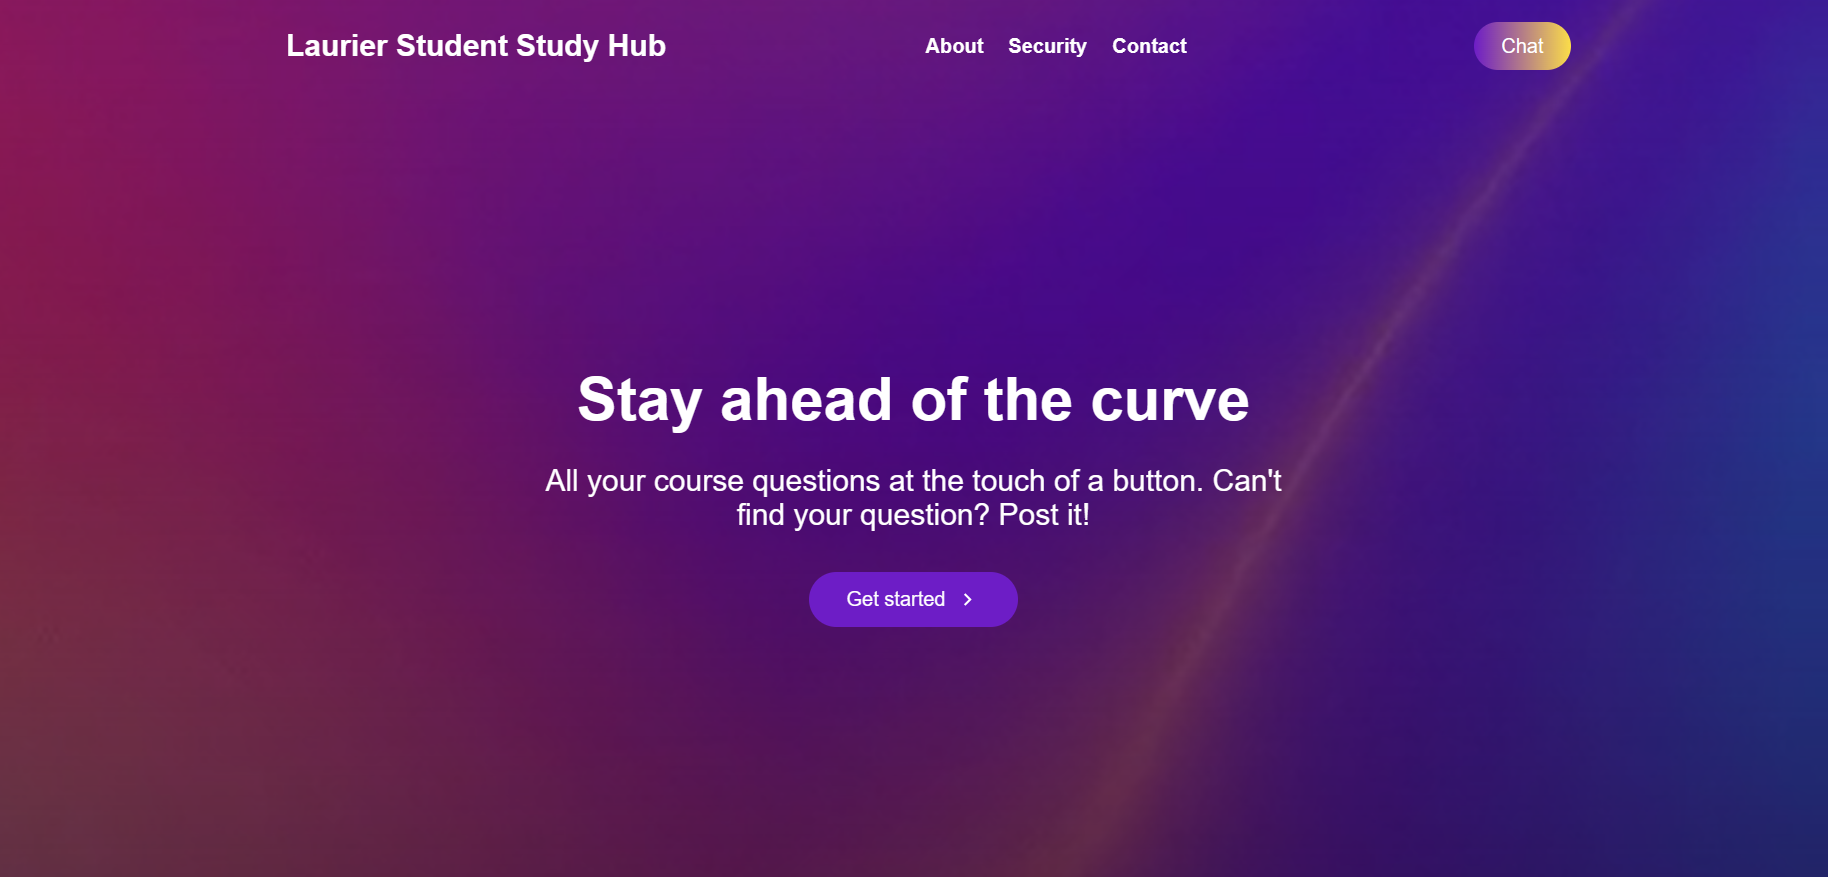 Laurier Student Study Hub
About Security Contact
Chat
Stay ahead of the curve
All your course questions at the touch of a button. Can't
find your question? Post it!
Get started